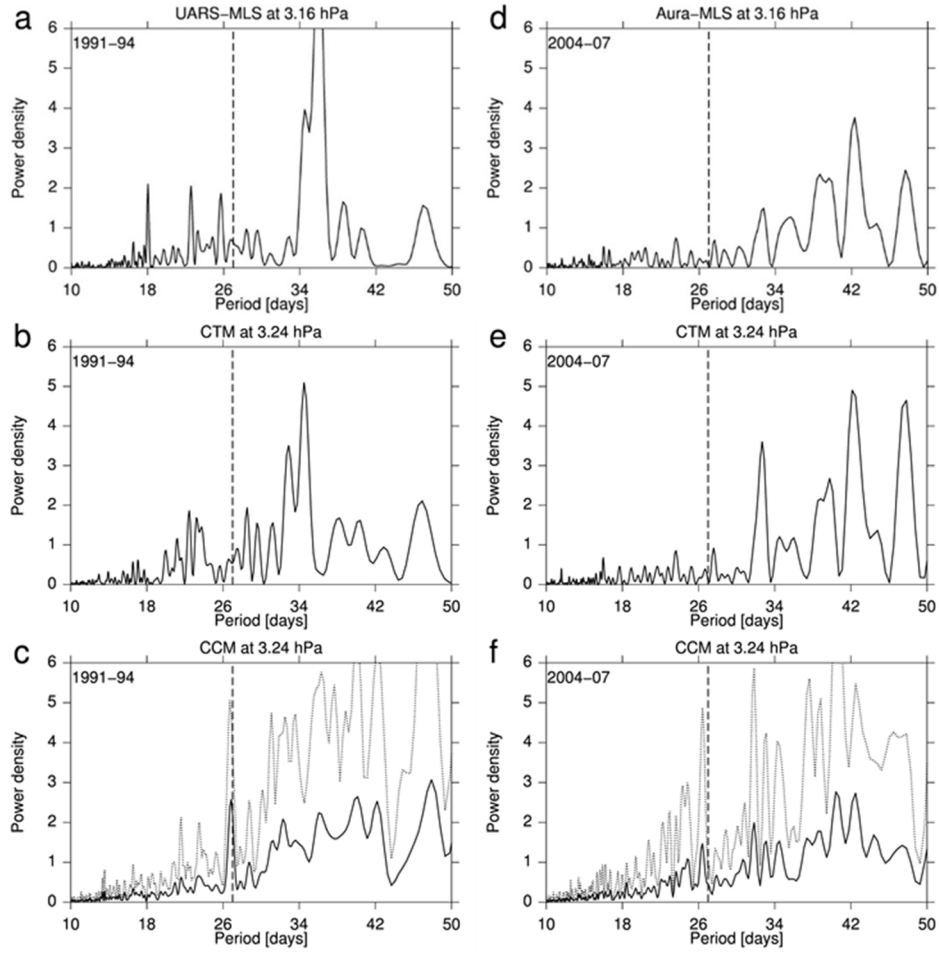 a
UARS-MLS at 3.16 hPa
1991-94
Power density
6
5
4
3
2
1
0
10 18 26 34 42 50
Period [days]
d
Aura-MLS at 3.16 hPa
2004-07
Power density
6
5
4
3
2
1
0
10 18 26 34 42 50
Period [days]
b
CTM at 3.24 hPa
1991-94
Power density
6
5
4
3
2
1
0
10 18 26 34 42 50
Period [days]
e
CTM at 3.24 hPa
2004-07
Power density
6
5
4
3
2
1
0
10 18 26 34 42 50
Period [days]
c
CCM at 3.24 hPa
1991-94
Power density
6
5
4
3
2
1
0
10 18 26 34 42 50
Period [days]
f
CCM at 3.24 hPa
2004-07
Power density
6
5
4
3
2
1
0
10 18 26 34 42 50
Period [days]